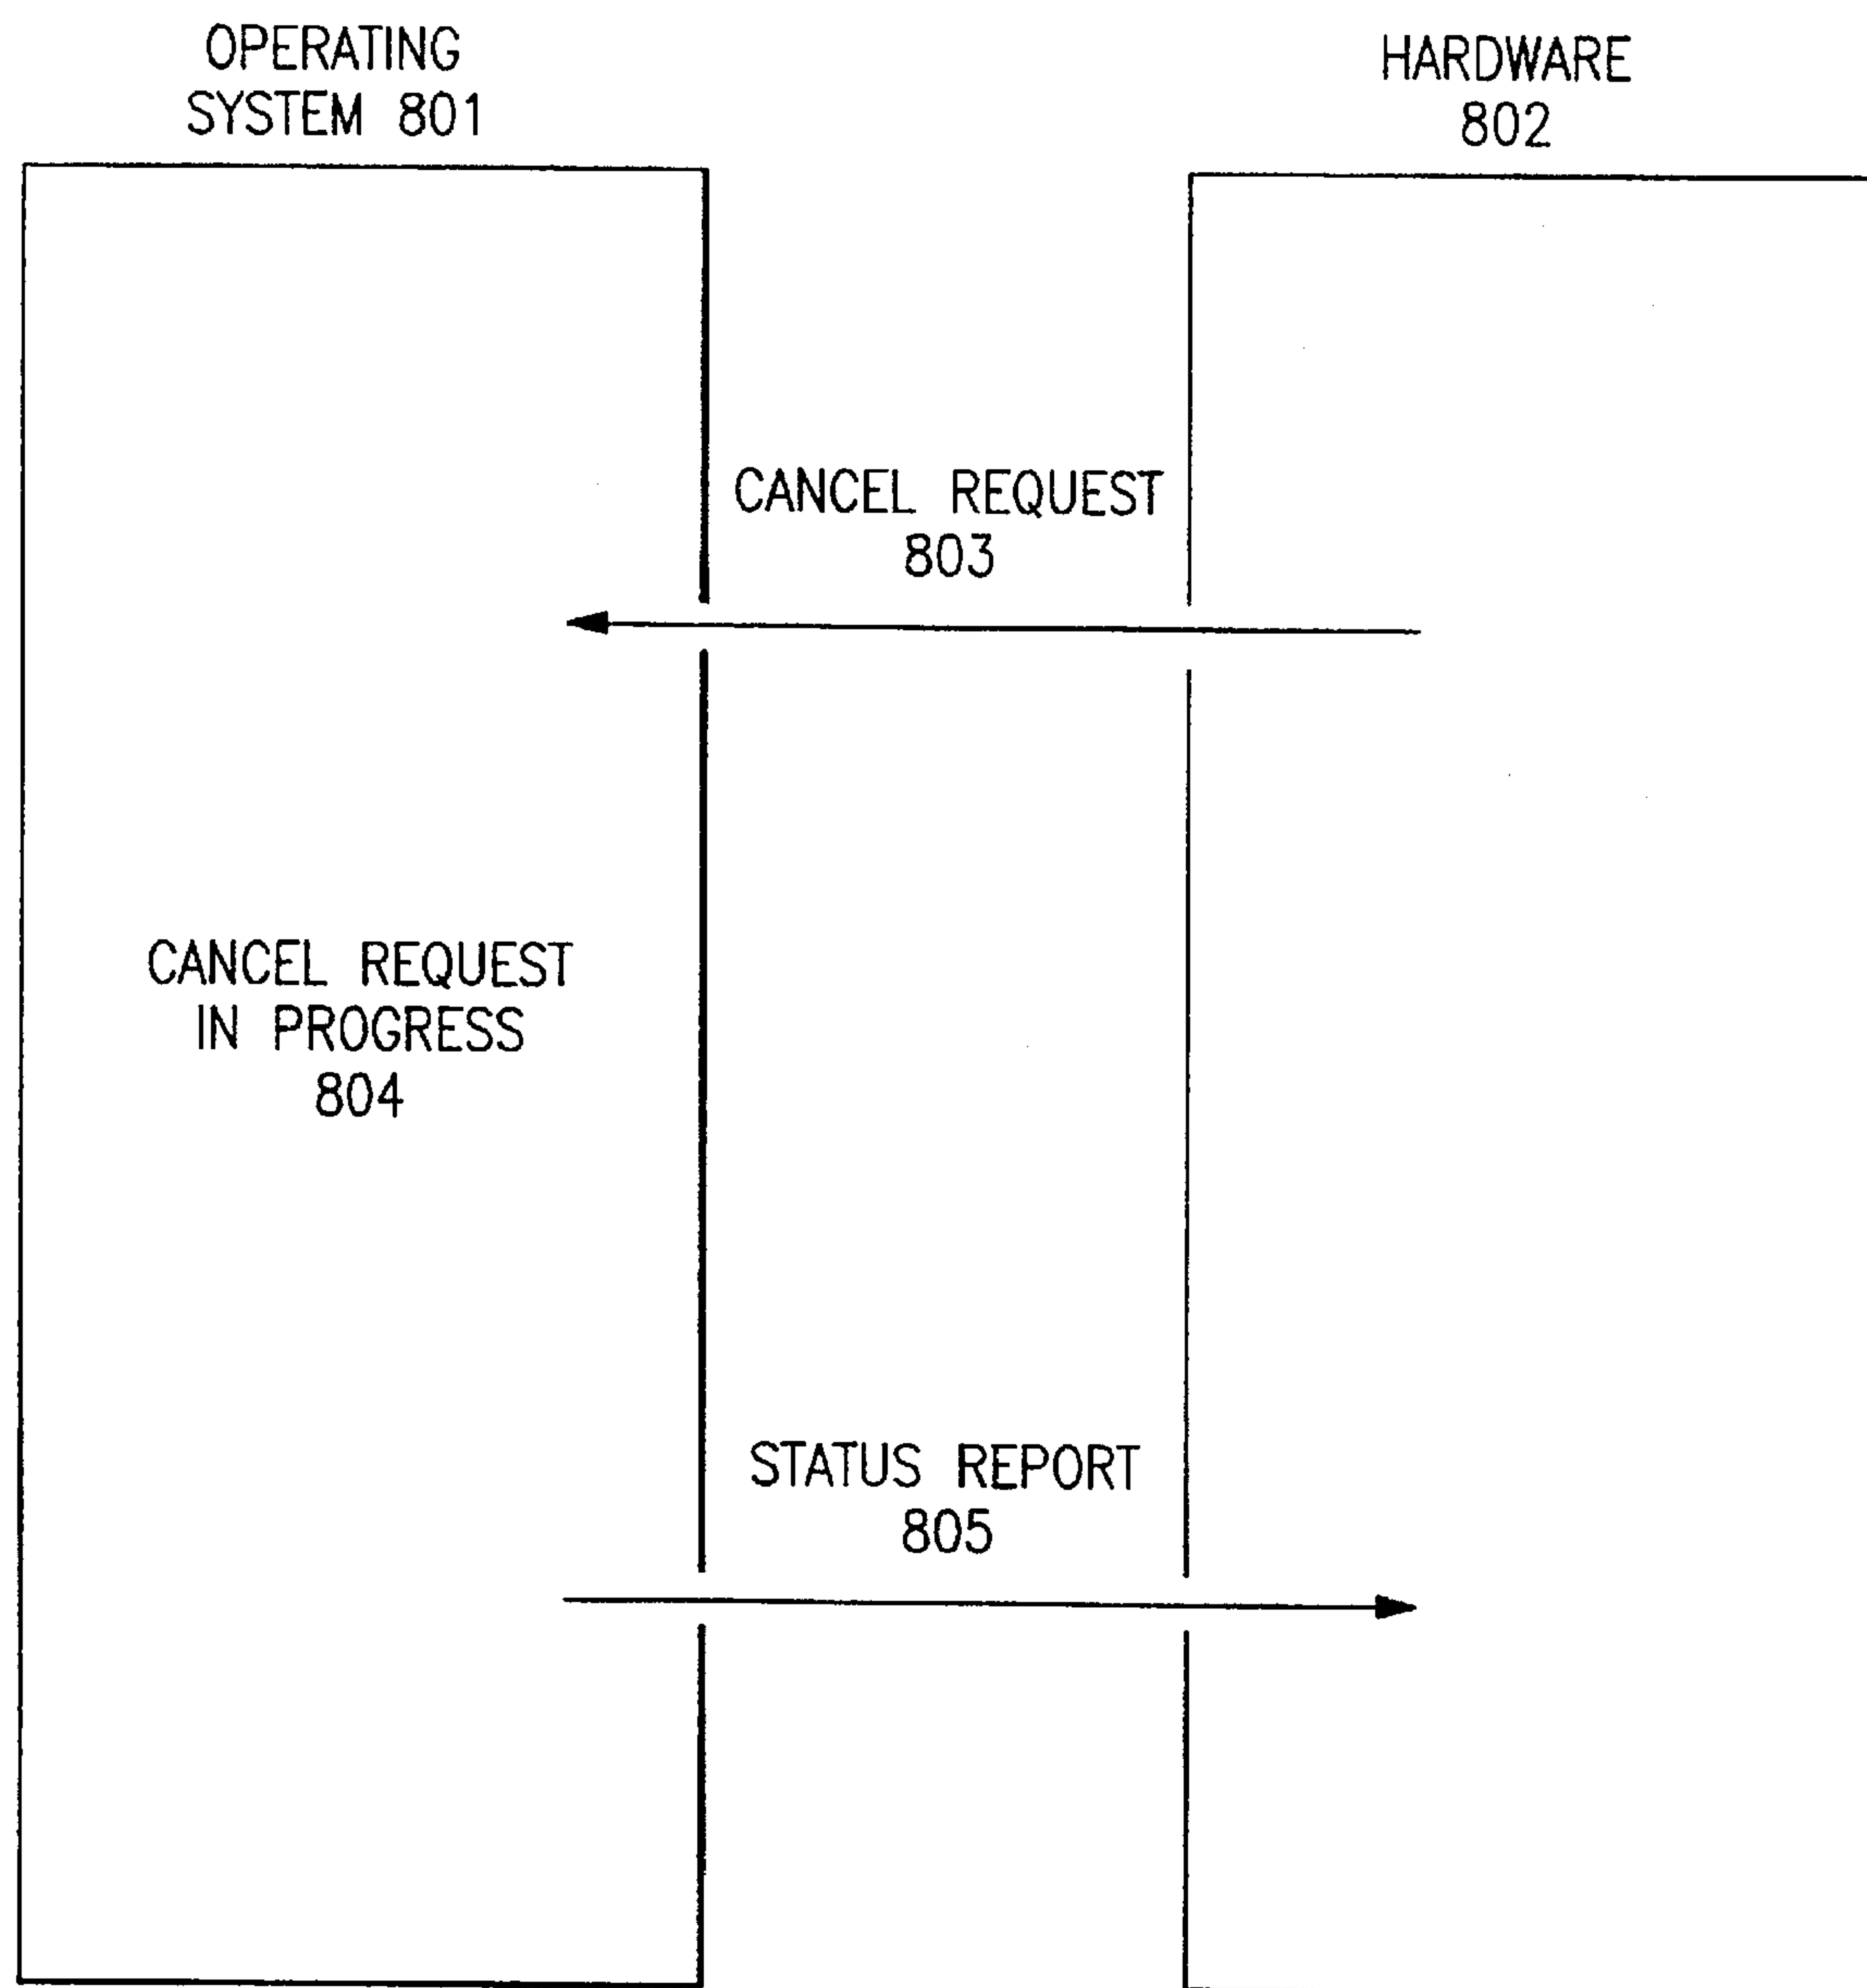 OPERATING
SYSTEM 801
HARDWARE
802
CANCEL REQUEST
803
CANCEL REQUEST
IN PROGRESS
804
STATUS REPORT
805